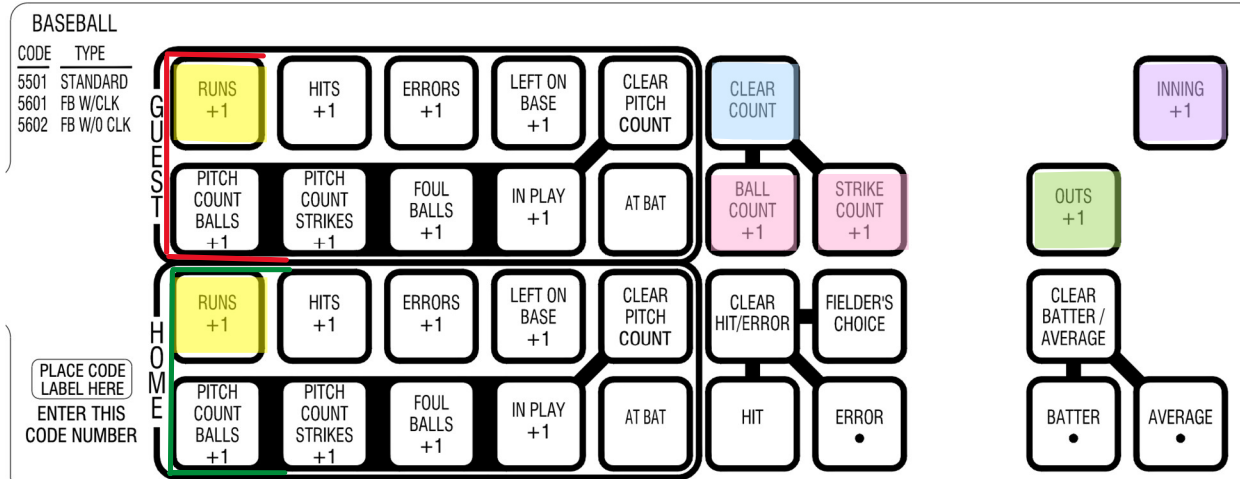 BASEBALL
CODE TYPE
5501 STANDARD
5601 FB W/CLK
5602 FB W/O CLK
GUEST
RUNS
+1
HITS
+1
ERRORS
+1
LEFT ON
BASE
+1
CLEAR
PITCH
COUNT
CLEAR
COUNT
INNING
+1
PITCH
COUNT
BALLS
+1
PITCH
COUNT
STRIKES
+1
FOUL
BALLS
+1
IN PLAY
+1
AT BAT
BALL
COUNT
+1
STRIKE
COUNT
+1
OUTS
+1
HOME
RUNS
+1
HITS
+1
ERRORS
+1
LEFT ON
BASE
+1
CLEAR
PITCH
COUNT
CLEAR
HIT/ERROR
FIELDER'S
CHOICE
CLEAR
BATTER /
AVERAGE
PLACE CODE
LABEL HERE
ENTER THIS
CODE NUMBER
PITCH
COUNT
BALLS
+1
PITCH
COUNT
STRIKES
+1
FOUL
BALLS
+1
IN PLAY
+1
AT BAT
HIT
ERROR
•
BATTER
•
AVERAGE
•